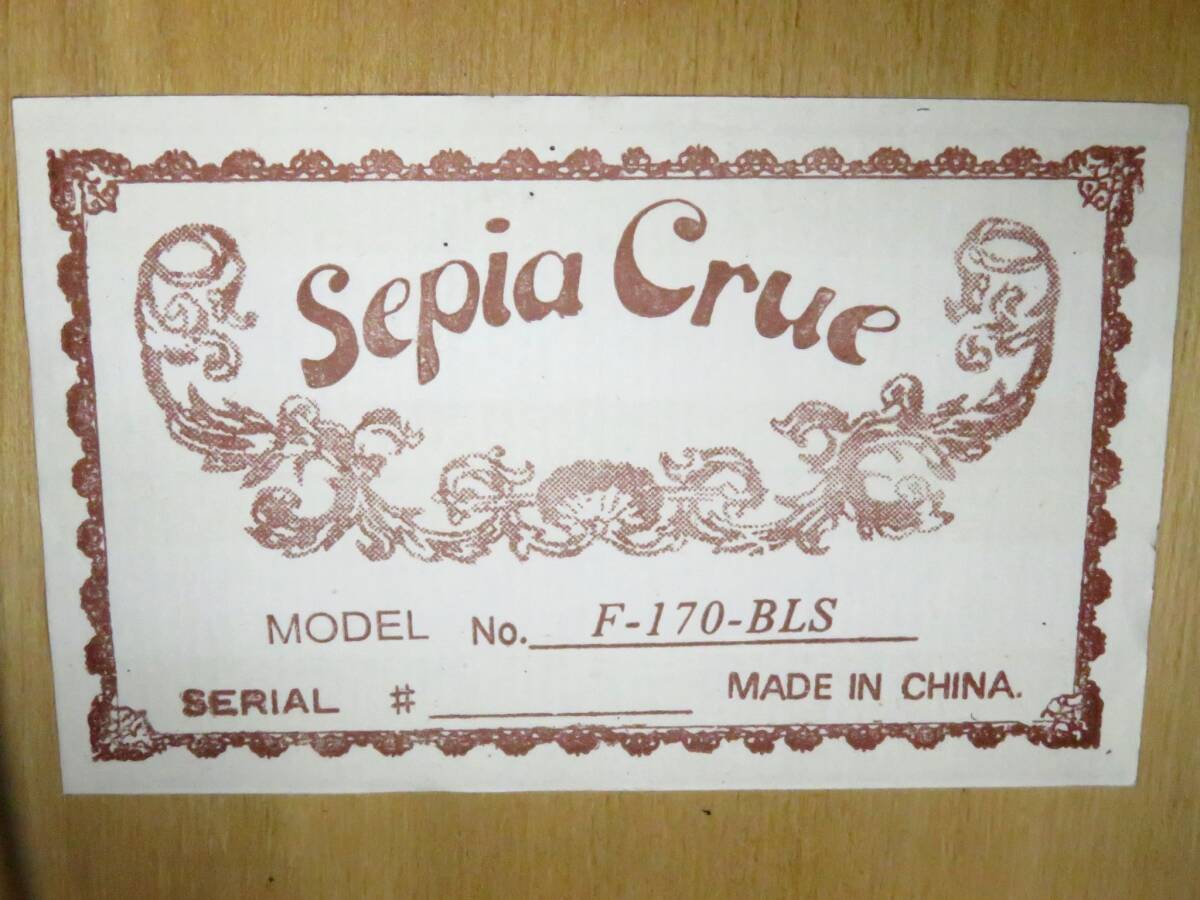 Sepia Crue
MODEL No. F-170-BLS
SERIAL # MADE IN CHINA.